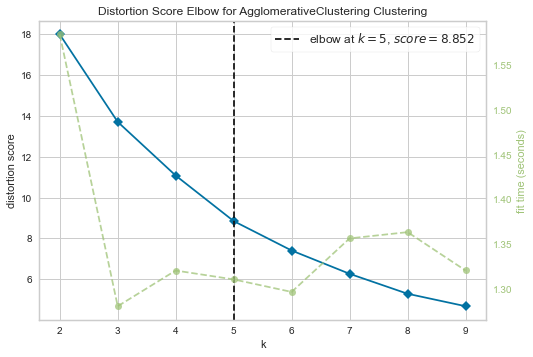 Distortion Score Elbow for AgglomerativeClustering Clustering
elbow at k = 5, score = 8.852
distortion score
18
16
14
12
10
8
6
fit time (seconds)
1.55
1.50
1.45
1.40
1.35
1.30
2 3 4 5 6 7 8 9
k